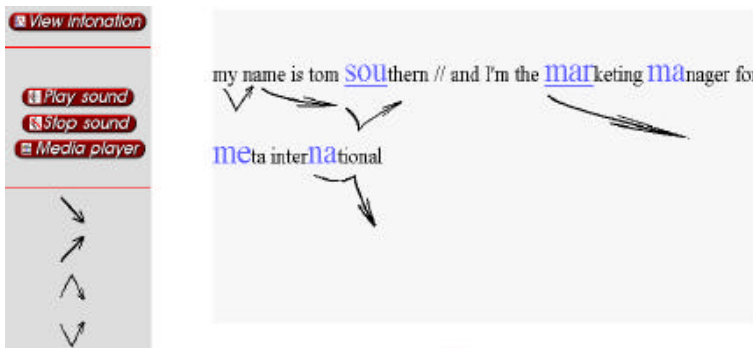 View intonation
Play sound
Stop sound
Media player
my name is tom southern // and I'm the marketing manager for
meta international